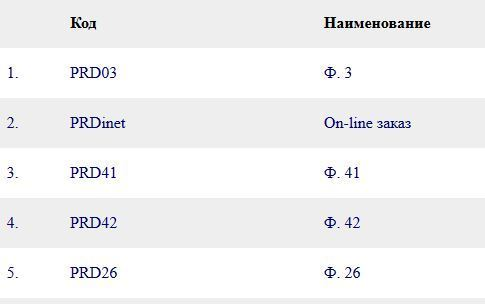 Код Наименование
1. PRD03 Ф. 3
2. PRDinet On-line заказ
3. PRD41 Ф. 41
4. PRD42 Ф. 42
5. PRD26 Ф. 26